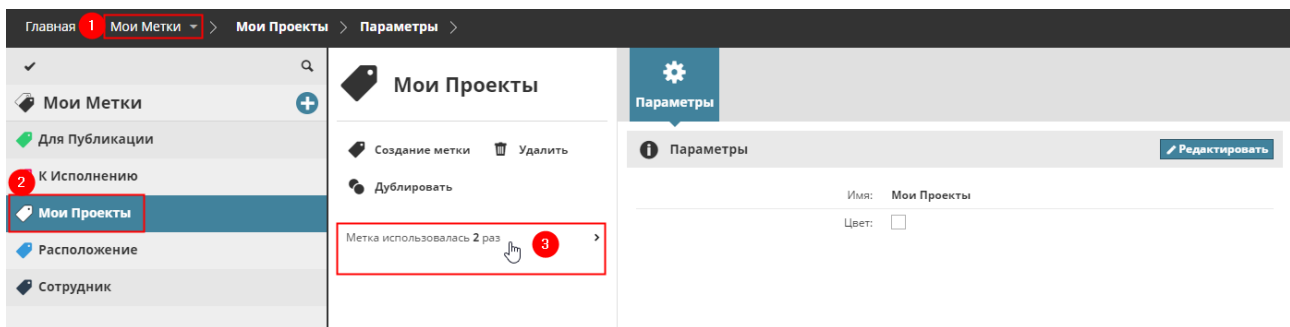 Главная 1 Мои Метки > Мои Проекты > Параметры >
Мои Метки
Для Публикации
2 К Исполнению
Мои Проекты
Расположение
Сотрудник
Мои Проекты
Создание метки Удалить
Дублировать
Метка использовалась 2 раз 3
Параметры
Параметры Редактировать
Имя: Мои Проекты
Цвет: